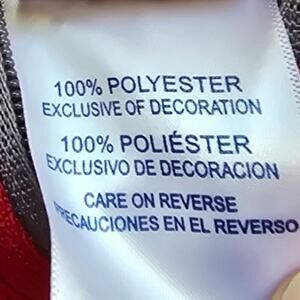 100% POLYESTER
EXCLUSIVE OF DECORATION
100% POLIÉSTER
EXCLUSIVO DE DECORACION
CARE ON REVERSE
PRECAUCIONES EN EL REVERSO